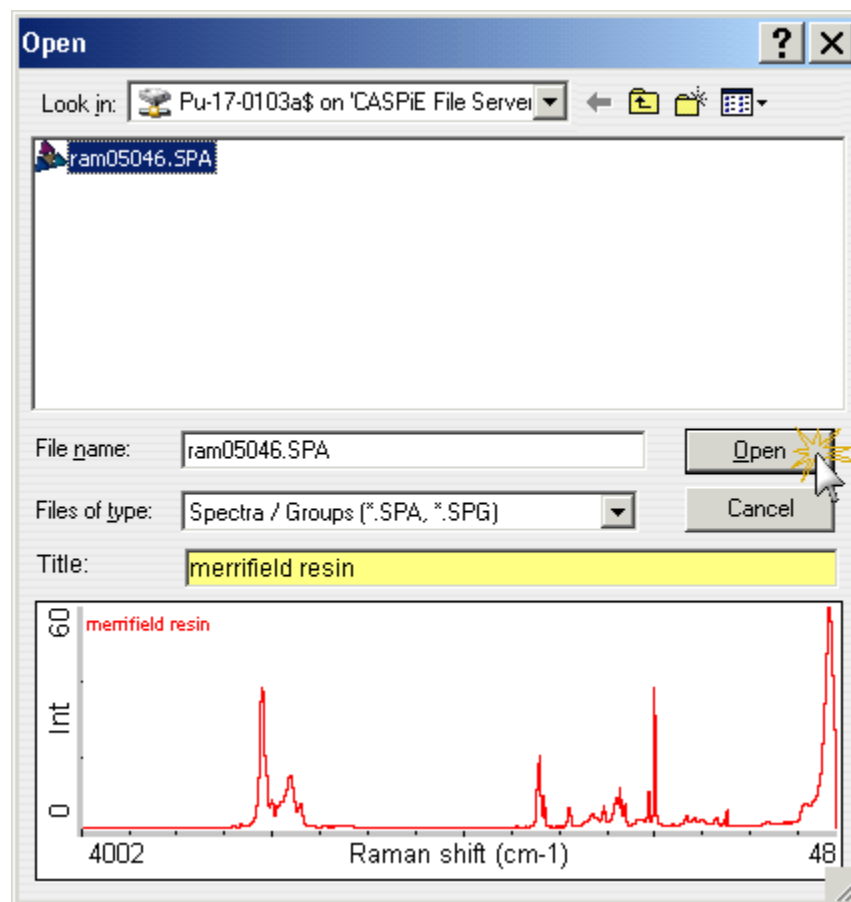 Open
Look in: Pu-17-0103a$ on 'CASPiE File Server
ram05046.SPA
File name: ram05046.SPA Open
Files of type: Spectra / Groups (*.SPA, *.SPG) Cancel
Title: merrifield resin
merrifield resin
60
Int
0
4002 Raman shift (cm-1) 48